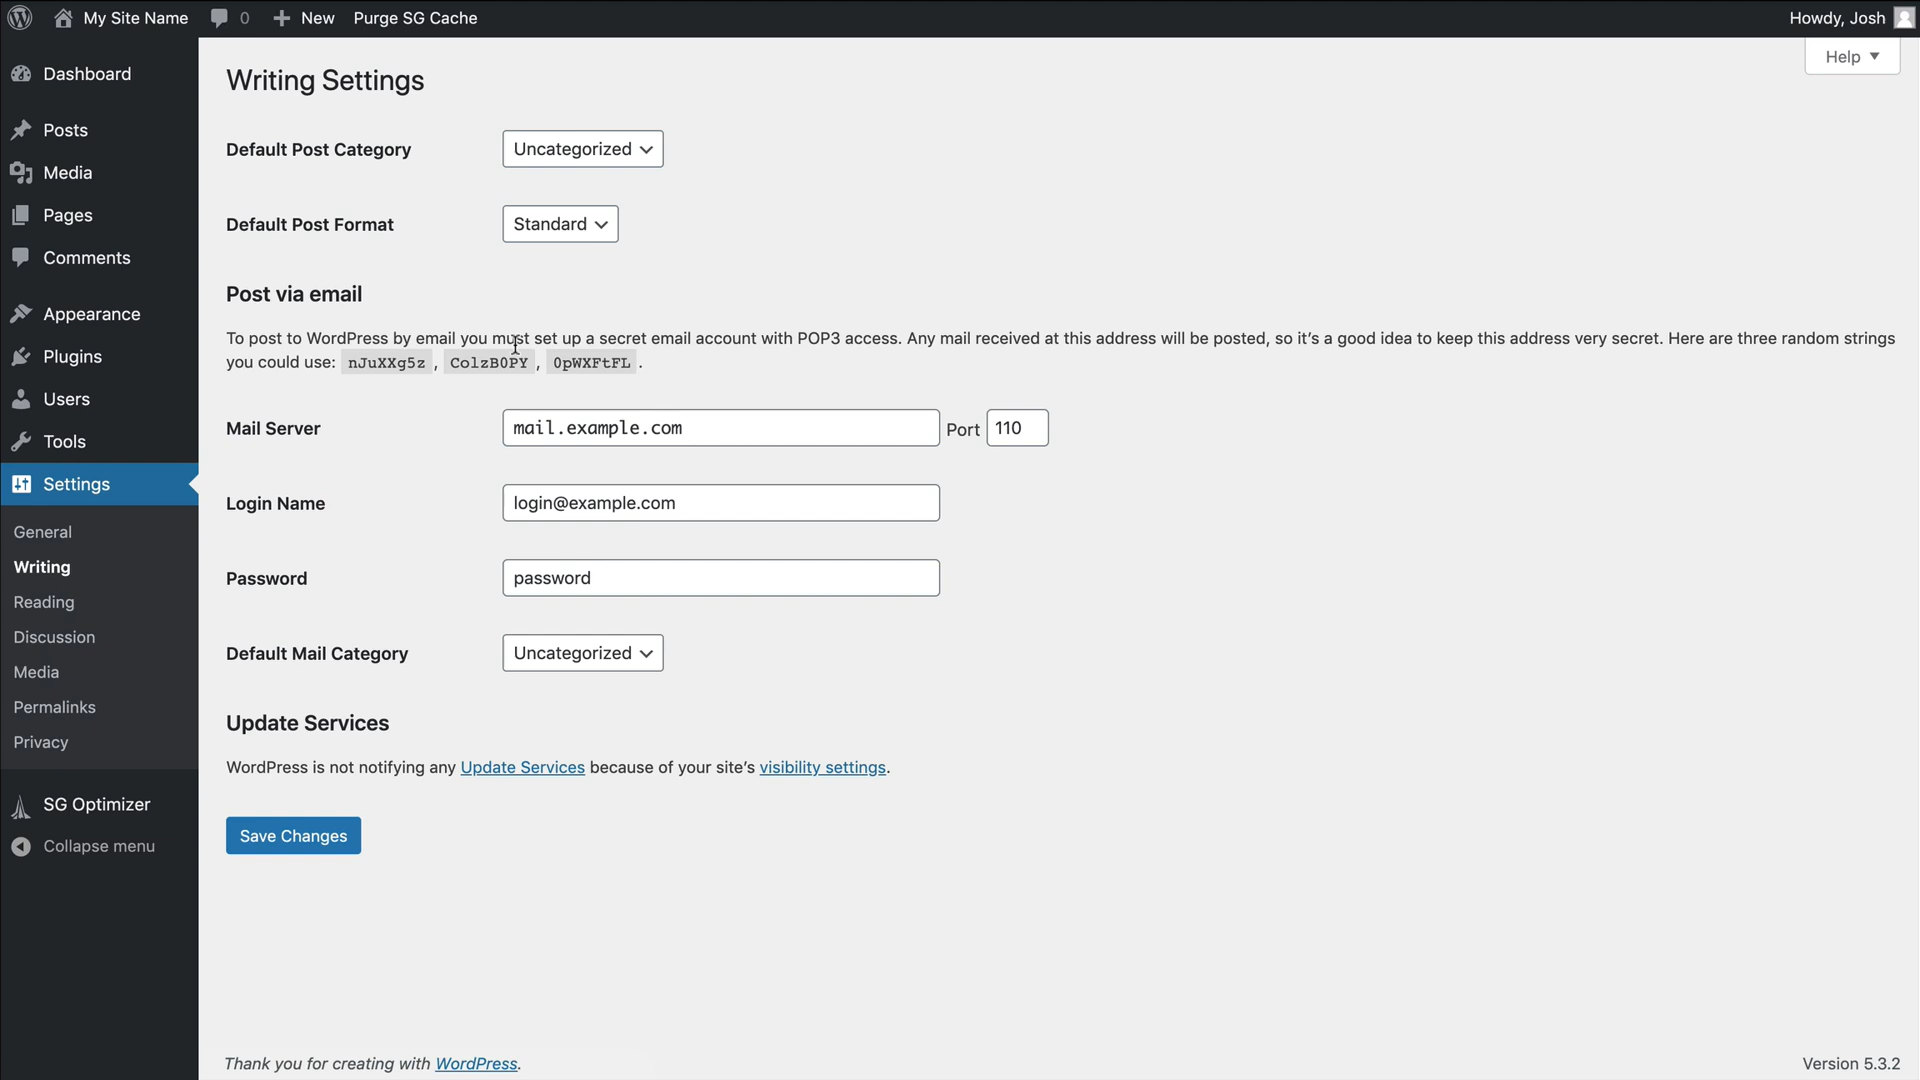 My Site Name 0 New Purge SG Cache Howdy, Josh
Help
Dashboard
Posts
Media
Pages
Comments
Appearance
Plugins
Users
Tools
Settings
General
Writing
Reading
Discussion
Media
Permalinks
Privacy
SG Optimizer
Collapse menu
Writing Settings
Default Post Category Uncategorized
Default Post Format Standard
Post via email
To post to WordPress by email you must set up a secret email account with POP3 access. Any mail received at this address will be posted, so it’s a good idea to keep this address very secret. Here are three random strings
you could use: nJuXXg5z , ColzB0PY , 0pWXFtFL .
Mail Server mail.example.com Port 110
Login Name login@example.com
Password password
Default Mail Category Uncategorized
Update Services
WordPress is not notifying any Update Services because of your site’s visibility settings.
Save Changes
Thank you for creating with WordPress. Version 5.3.2